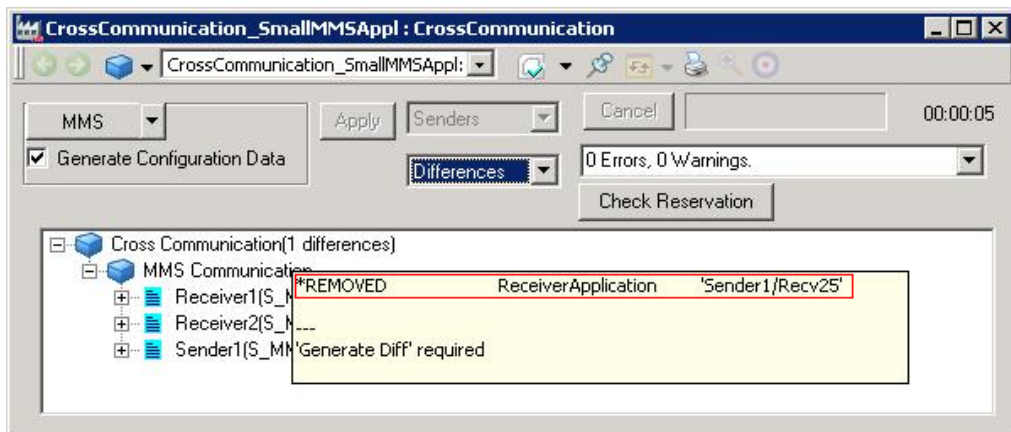 CrossCommunication_SmallMMSAppl : CrossCommunication
CrossCommunication_SmallMMSAppl:
MMS
Apply
Senders
Cancel
00:00:05
Generate Configuration Data
Differences
0 Errors, 0 Warnings.
Check Reservation
Cross Communication(1 differences)
MMS Communication
*REMOVED ReceiverApplication 'Sender1/Recv25'
Receiver1(S_M
Receiver2(S_M
---
Sender1(S_MM
'Generate Diff' required